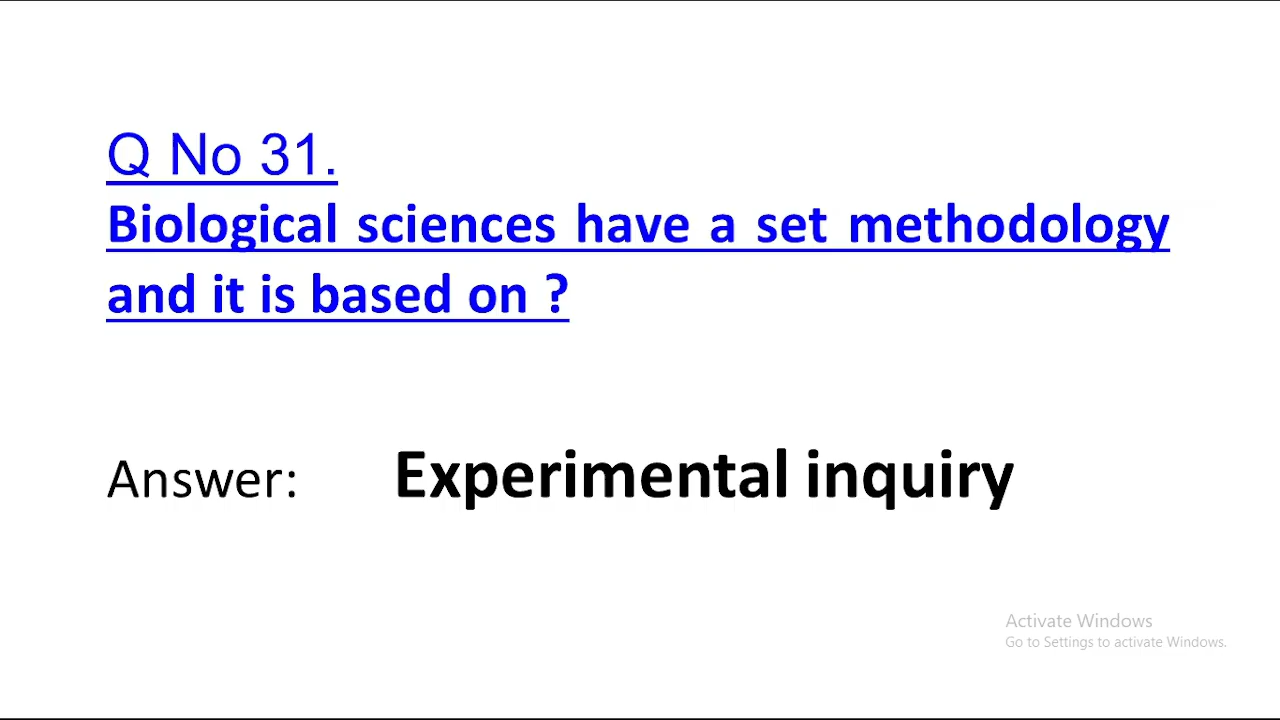 Q No 31.
Biological sciences have a set methodology
and it is based on ?
Answer: Experimental inquiry
Activate Windows
Go to Settings to activate Windows.